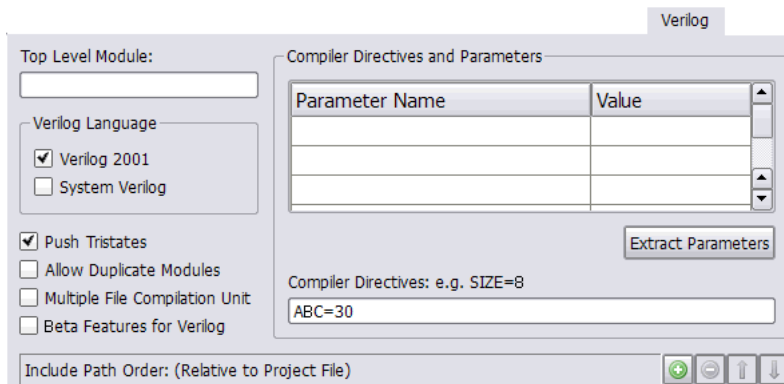 Verilog
Top Level Module:
Compiler Directives and Parameters
Parameter Name
Value
Verilog Language
Verilog 2001
System Verilog
Push Tristates
Extract Parameters
Allow Duplicate Modules
Multiple File Compilation Unit
Compiler Directives: e.g. SIZE=8
Beta Features for Verilog
ABC=30
Include Path Order: (Relative to Project File)